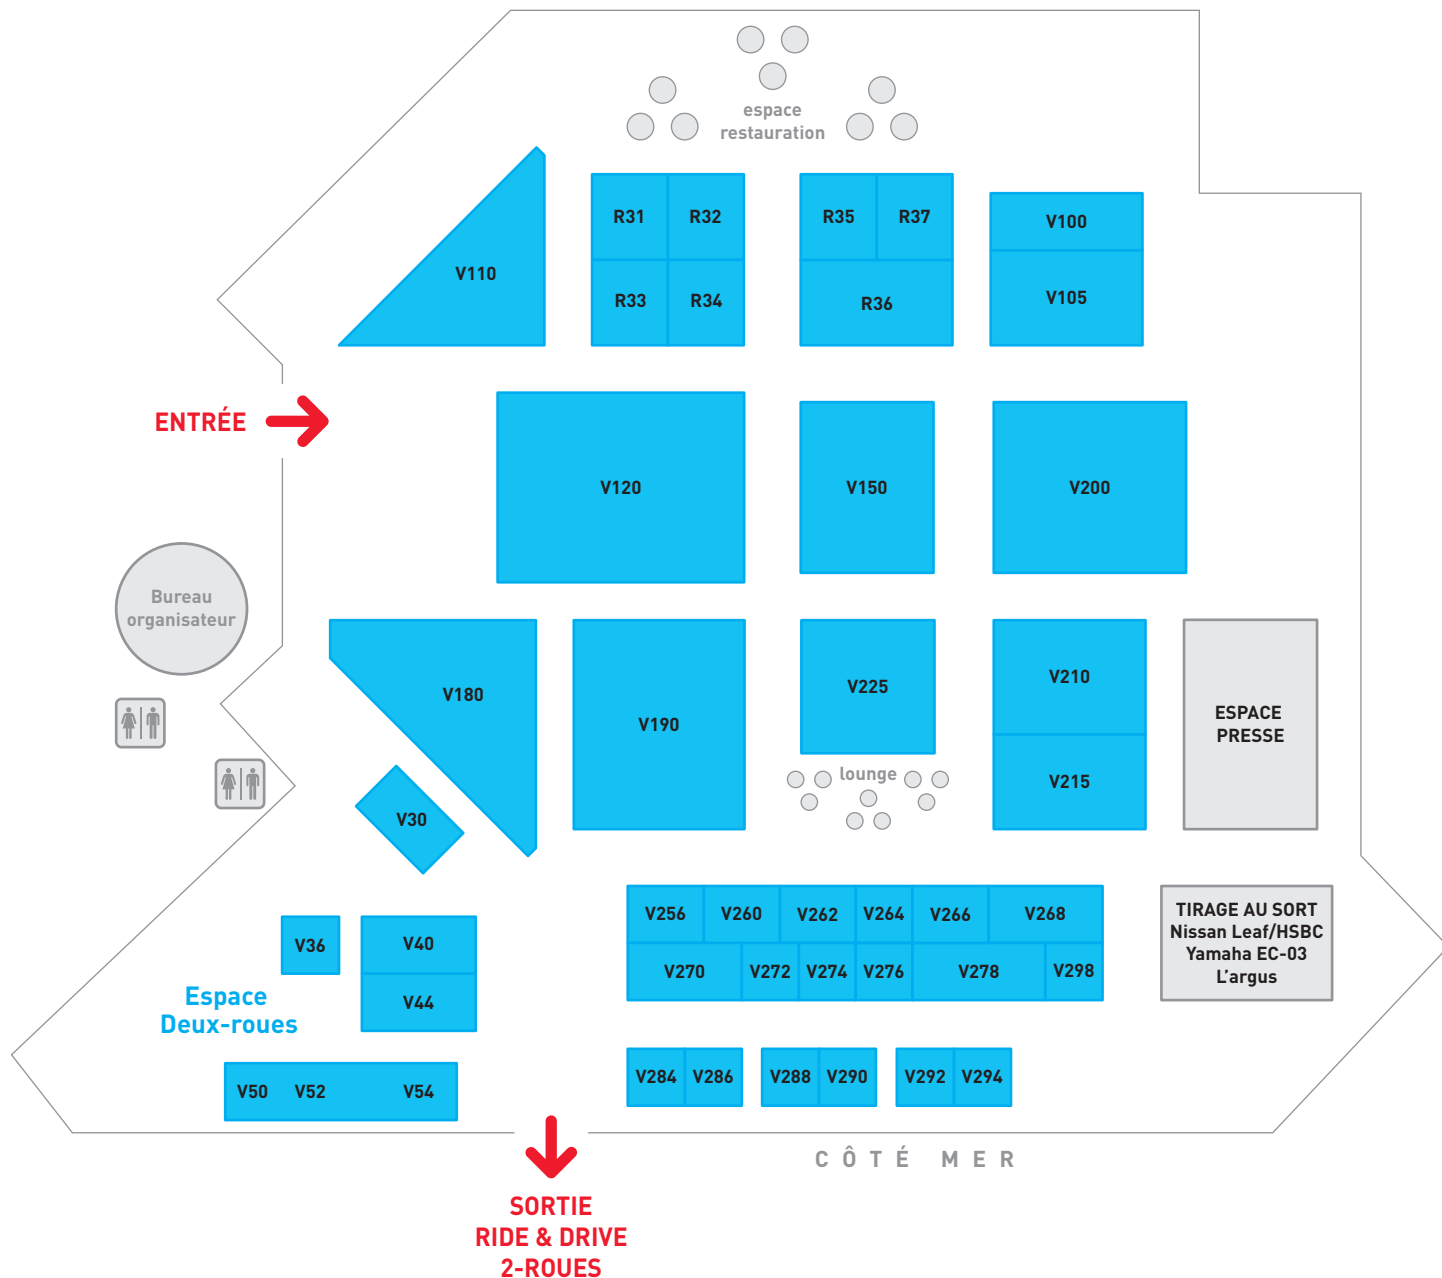 espace
restauration
R31 R32 R35 R37 V100
V110
R33 R34 R36 V105
ENTRÉE
V120 V150 V200
Bureau
organisateur
V180 V190 V225 V210
ESPACE
PRESSE
lounge
V215
V30
V256 V260 V262 V264 V266 V268
V270 V272 V274 V276 V278 V298
TIRAGE AU SORT
Nissan Leaf/HSBC
Yamaha EC-03
L'argus
V36 V40
V44
Espace
Deux-roues
V50 V52 V54
V284 V286 V288 V290 V292 V294
CÔTÉ MER
SORTIE
RIDE & DRIVE
2-ROUES